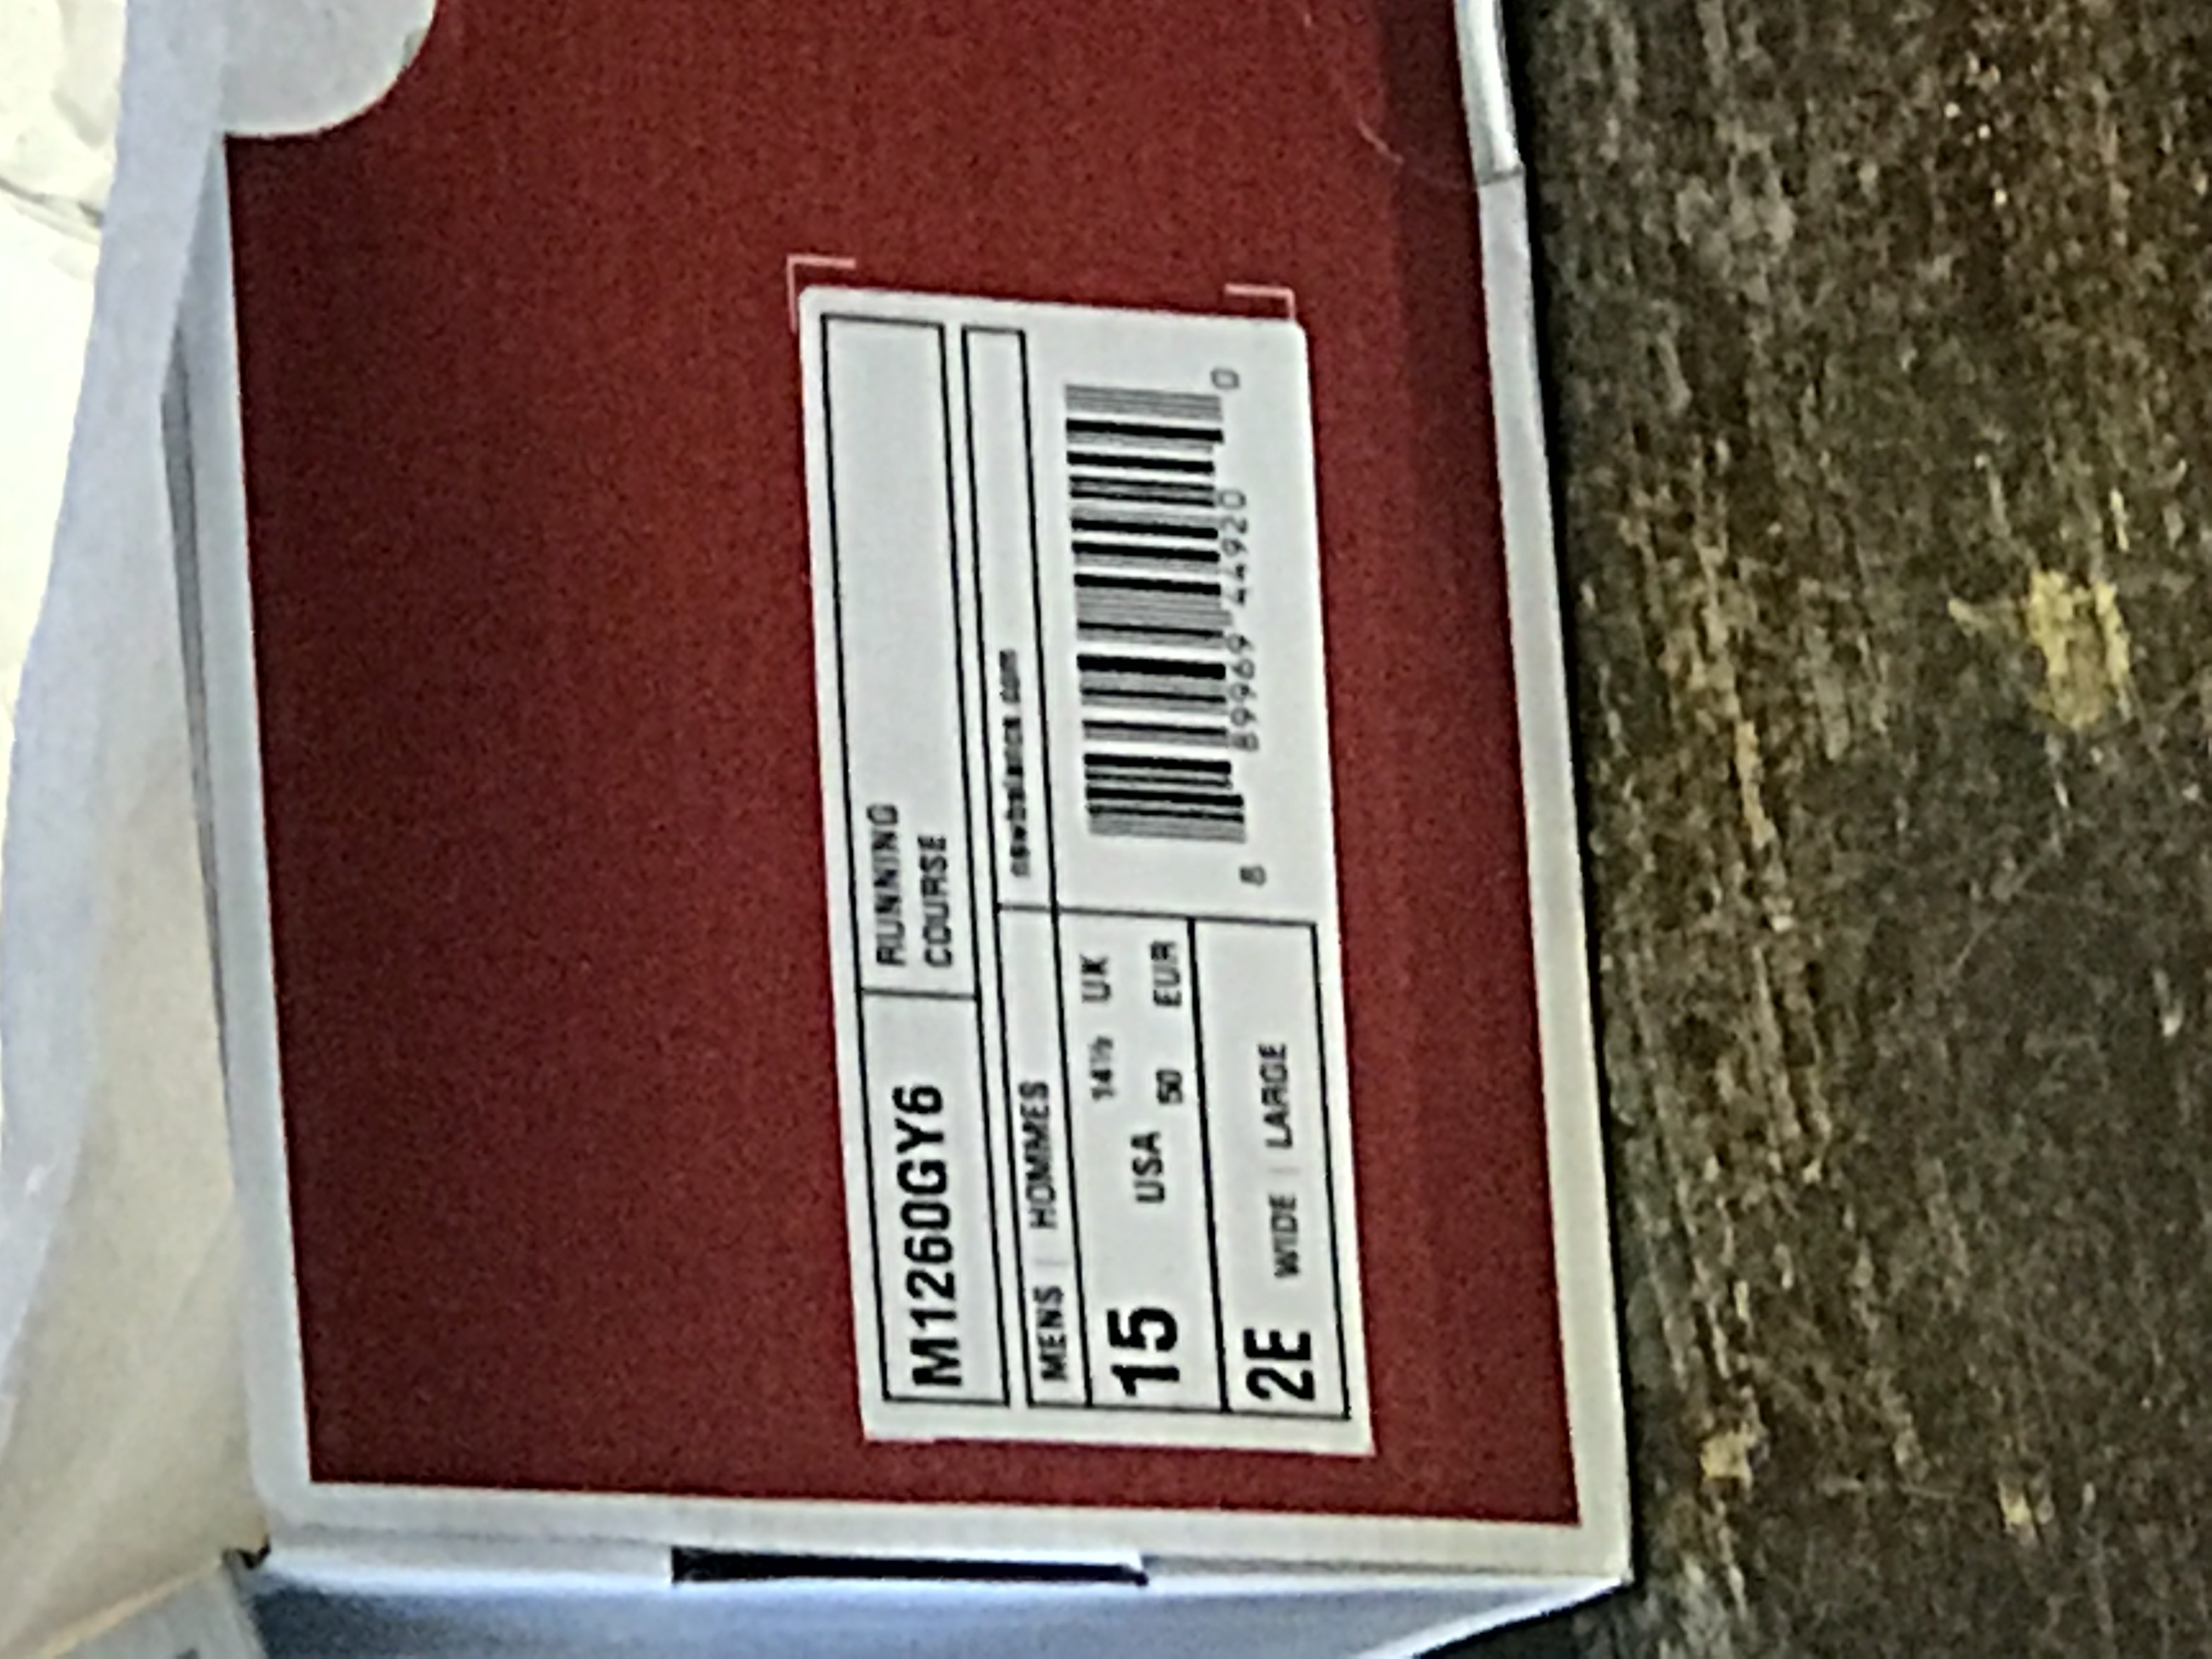 M1260GY6
RUNNING
COURSE
MENS | HOMMES
newbalance.com
15 USA
14½ UK
50 EUR
2E WIDE | LARGE
8 89969 44920 0